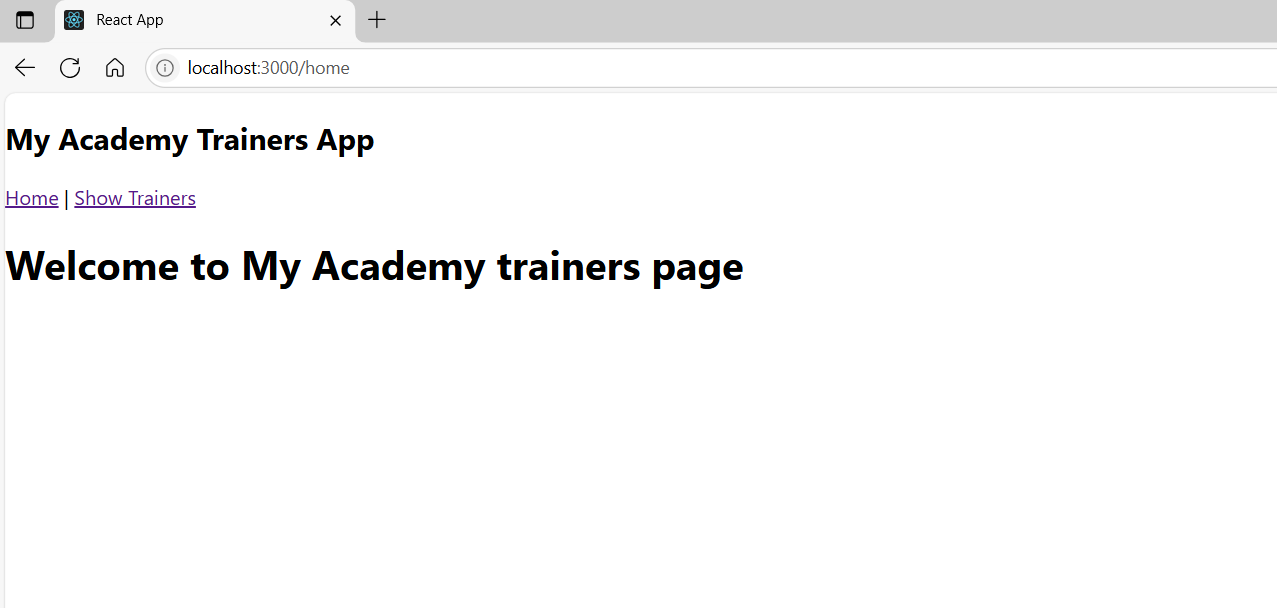 React App
localhost:3000/home
My Academy Trainers App
Home | Show Trainers
Welcome to My Academy trainers page